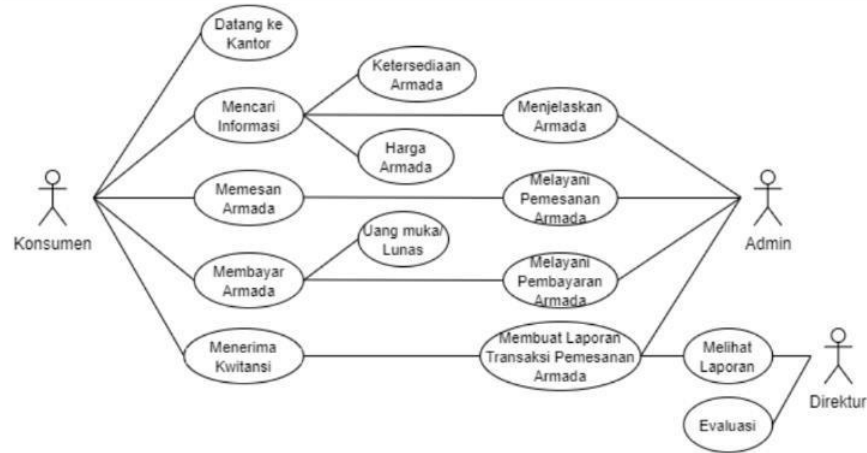 Datang ke
Kantor
Ketersediaan
Armada
Mencari
Informasi
Menjelaskan
Armada
Harga
Armada
Konsumen
Memesan
Armada
Melayani
Pemesanan
Armada
Admin
Uang muka/
Lunas
Membayar
Armada
Melayani
Pembayaran
Armada
Menerima
Kwitansi
Membuat Laporan
Transaksi Pemesanan
Armada
Melihat
Laporan
Direktur
Evaluasi